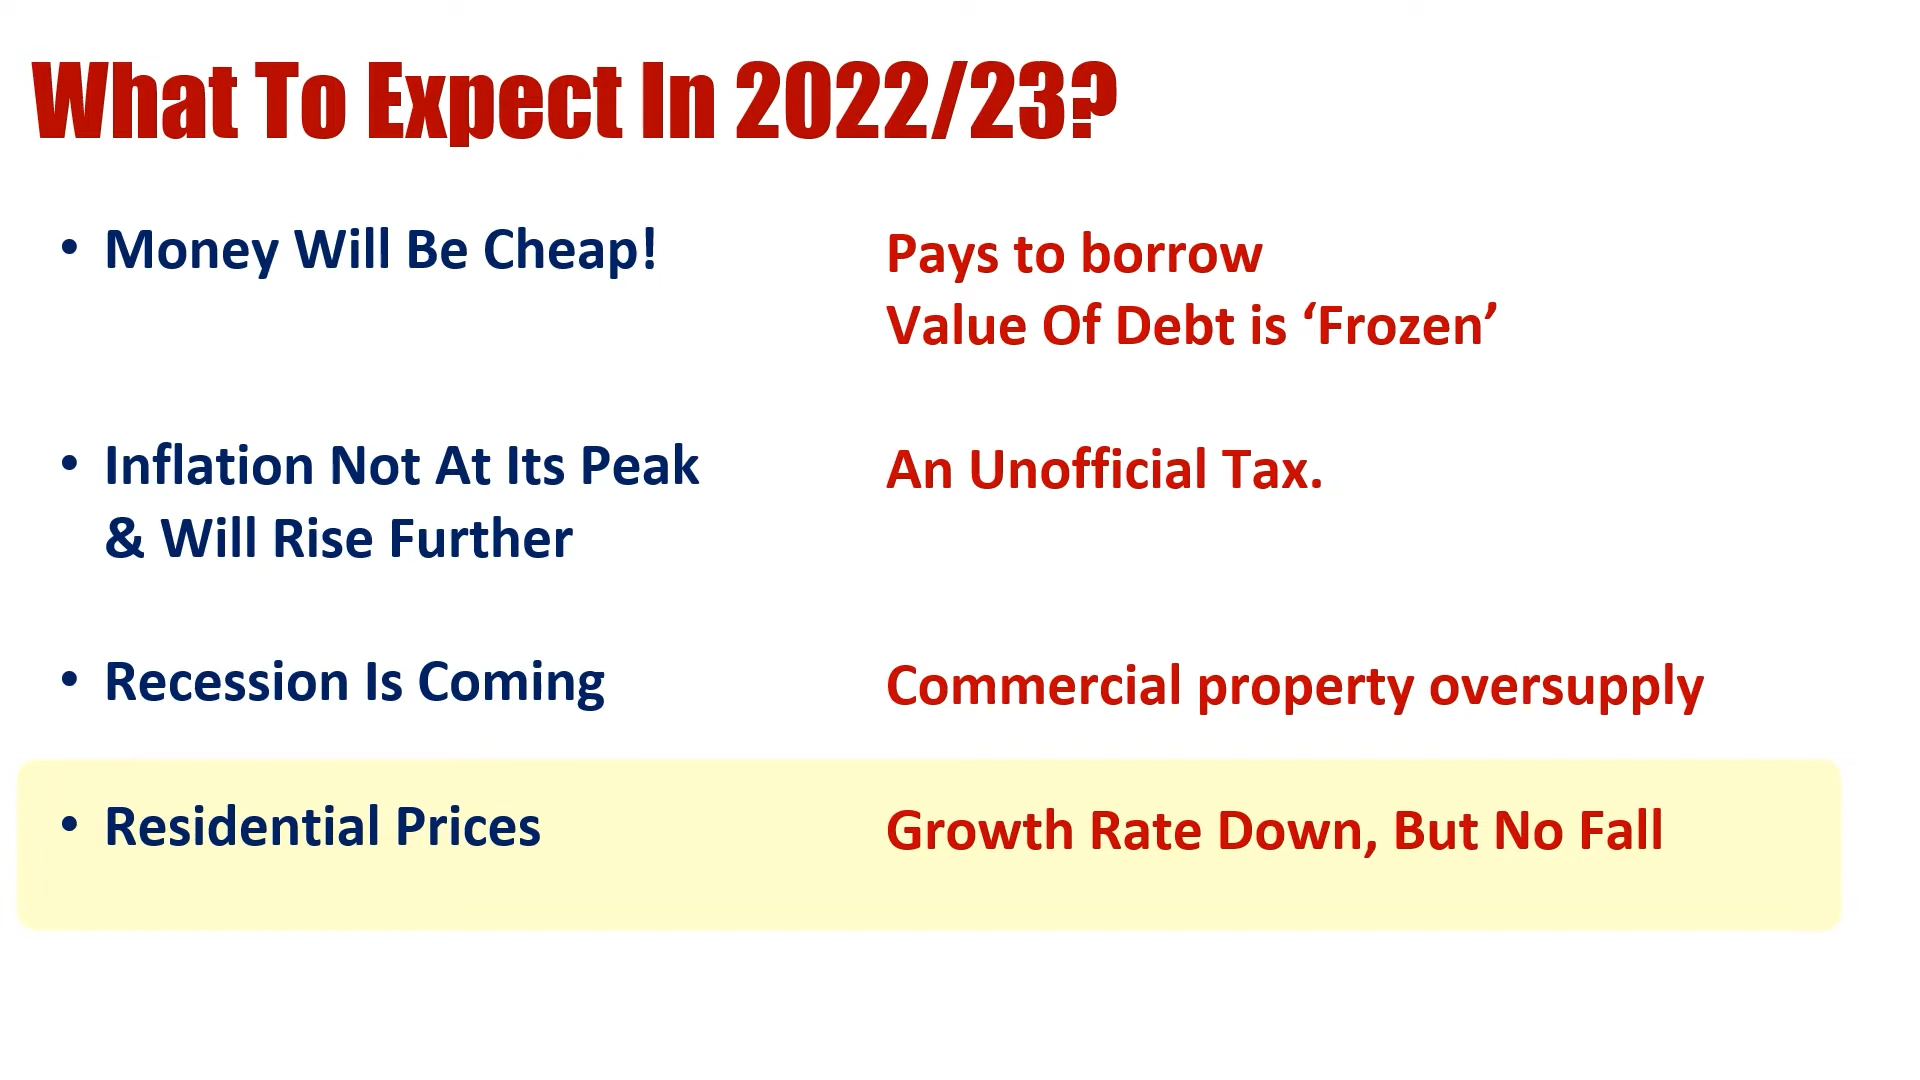 What To Expect In 2022/23?
• Money Will Be Cheap!
Pays to borrow
Value Of Debt is ‘Frozen’
• Inflation Not At Its Peak
& Will Rise Further
An Unofficial Tax.
• Recession Is Coming
Commercial property oversupply
• Residential Prices
Growth Rate Down, But No Fall